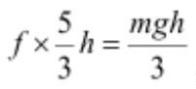 f × 5/3 h = mgh/3